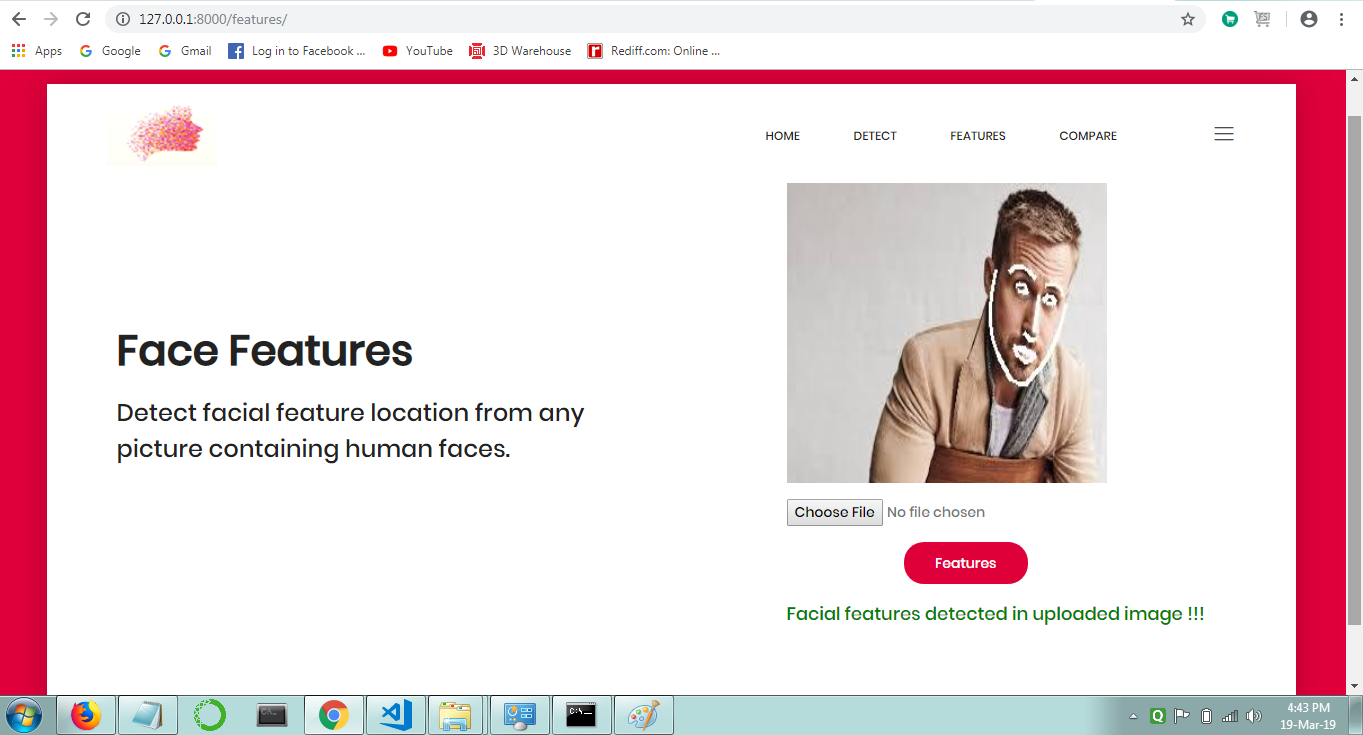 127.0.0.1:8000/features/
Apps Google Gmail Log in to Facebook ... YouTube 3D Warehouse Rediff.com: Online ...
HOME DETECT FEATURES COMPARE
Face Features
Detect facial feature location from any
picture containing human faces.
Choose File No file chosen
Features
Facial features detected in uploaded image !!!
4:43 PM
19-Mar-19